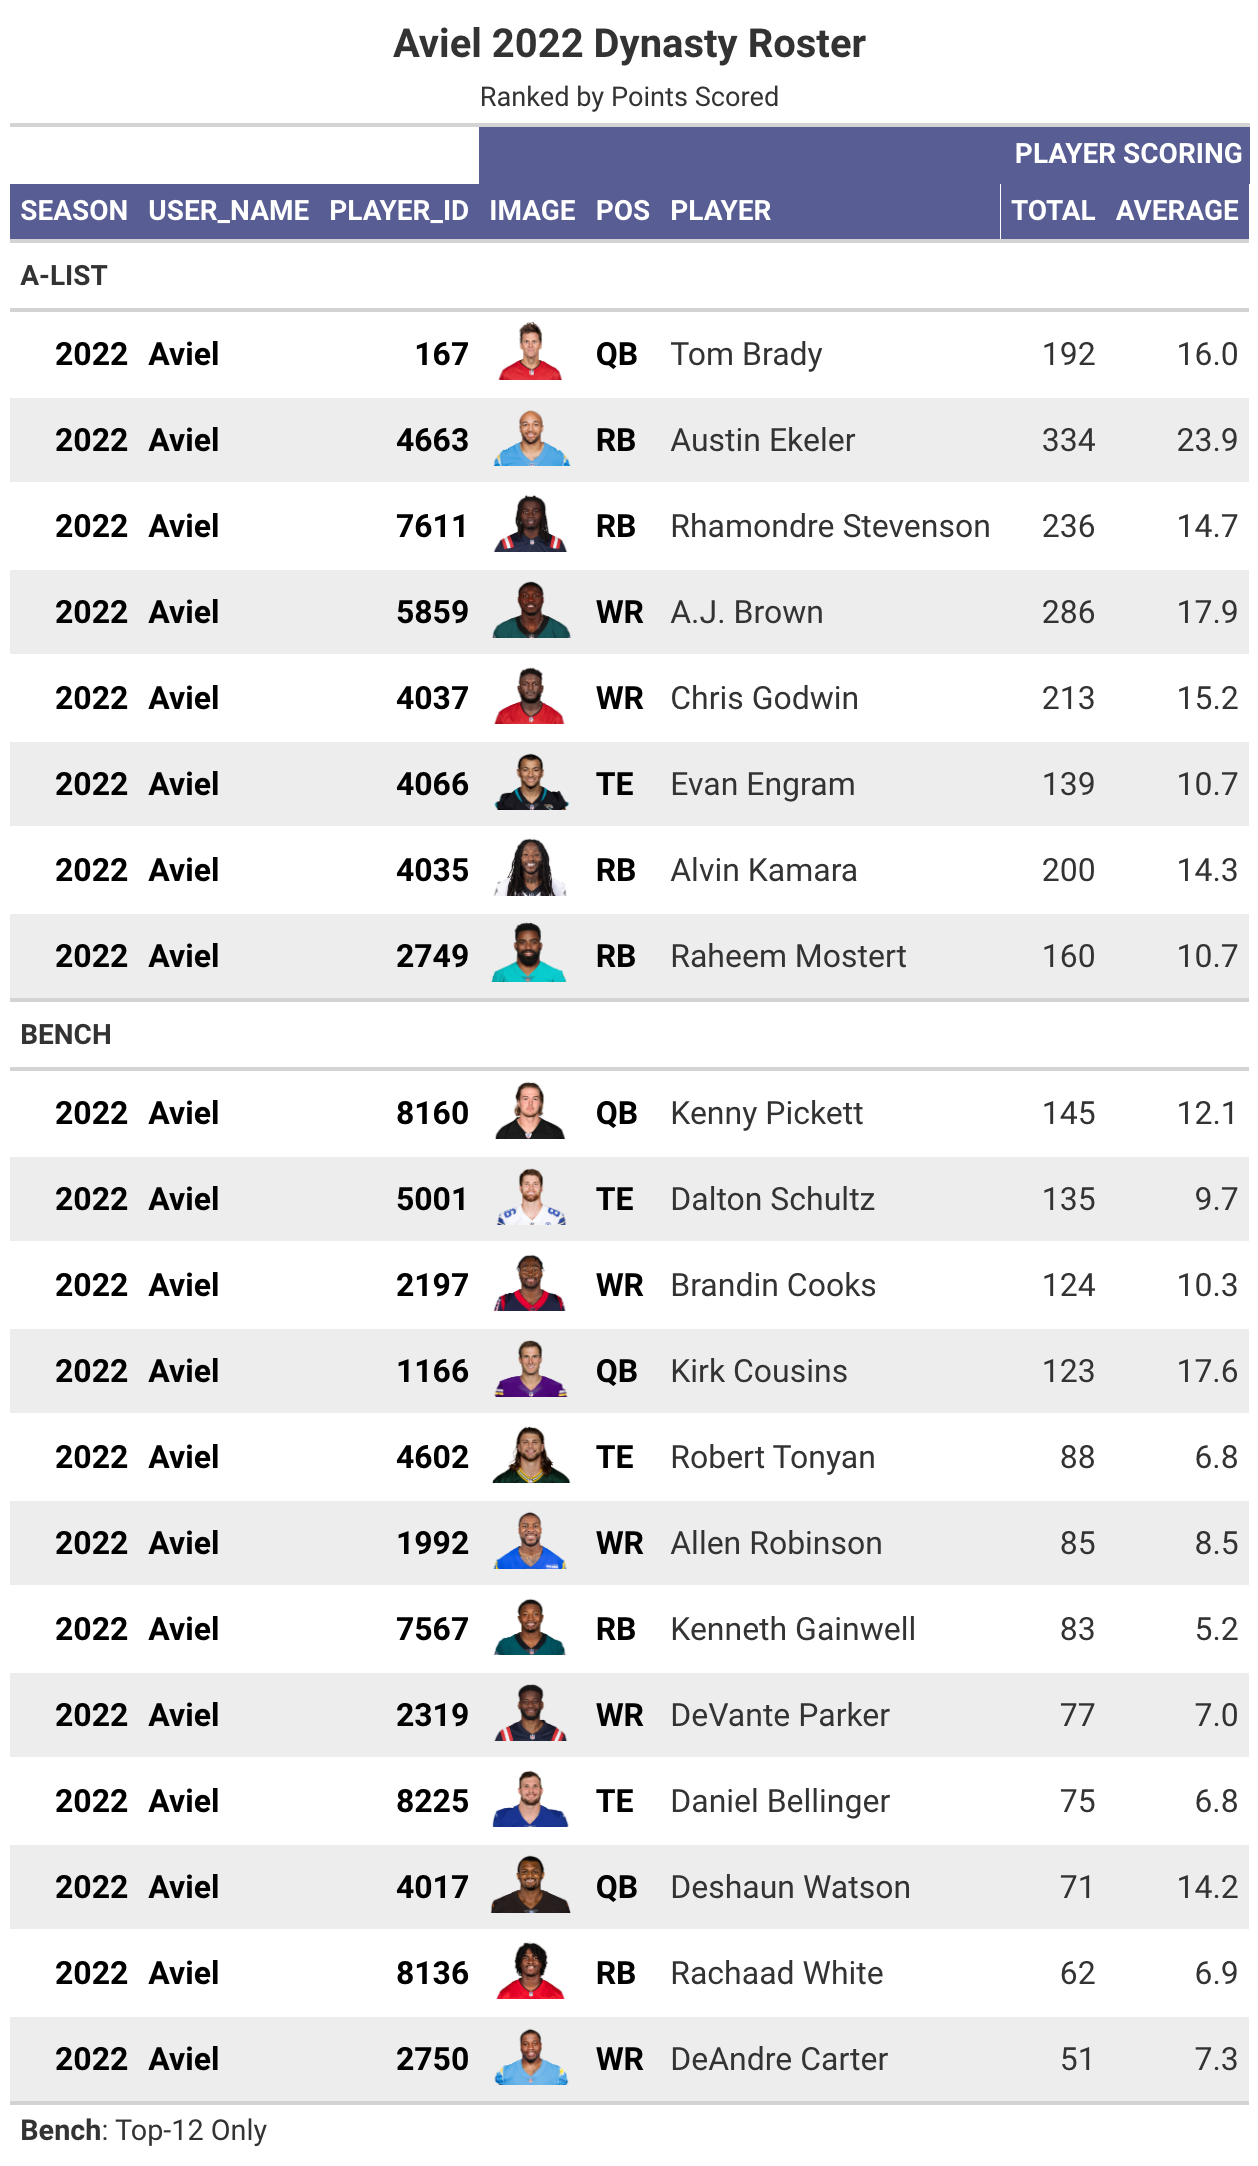 Aviel 2022 Dynasty Roster
Ranked by Points Scored
PLAYER SCORING
SEASON USER_NAME PLAYER_ID IMAGE POS PLAYER TOTAL AVERAGE
A-LIST
2022 Aviel 167 QB Tom Brady 192 16.0
2022 Aviel 4663 RB Austin Ekeler 334 23.9
2022 Aviel 7611 RB Rhamondre Stevenson 236 14.7
2022 Aviel 5859 WR A.J. Brown 286 17.9
2022 Aviel 4037 WR Chris Godwin 213 15.2
2022 Aviel 4066 TE Evan Engram 139 10.7
2022 Aviel 4035 RB Alvin Kamara 200 14.3
2022 Aviel 2749 RB Raheem Mostert 160 10.7
BENCH
2022 Aviel 8160 QB Kenny Pickett 145 12.1
2022 Aviel 5001 TE Dalton Schultz 135 9.7
2022 Aviel 2197 WR Brandin Cooks 124 10.3
2022 Aviel 1166 QB Kirk Cousins 123 17.6
2022 Aviel 4602 TE Robert Tonyan 88 6.8
2022 Aviel 1992 WR Allen Robinson 85 8.5
2022 Aviel 7567 RB Kenneth Gainwell 83 5.2
2022 Aviel 2319 WR DeVante Parker 77 7.0
2022 Aviel 8225 TE Daniel Bellinger 75 6.8
2022 Aviel 4017 QB Deshaun Watson 71 14.2
2022 Aviel 8136 RB Rachaad White 62 6.9
2022 Aviel 2750 WR DeAndre Carter 51 7.3
Bench: Top-12 Only